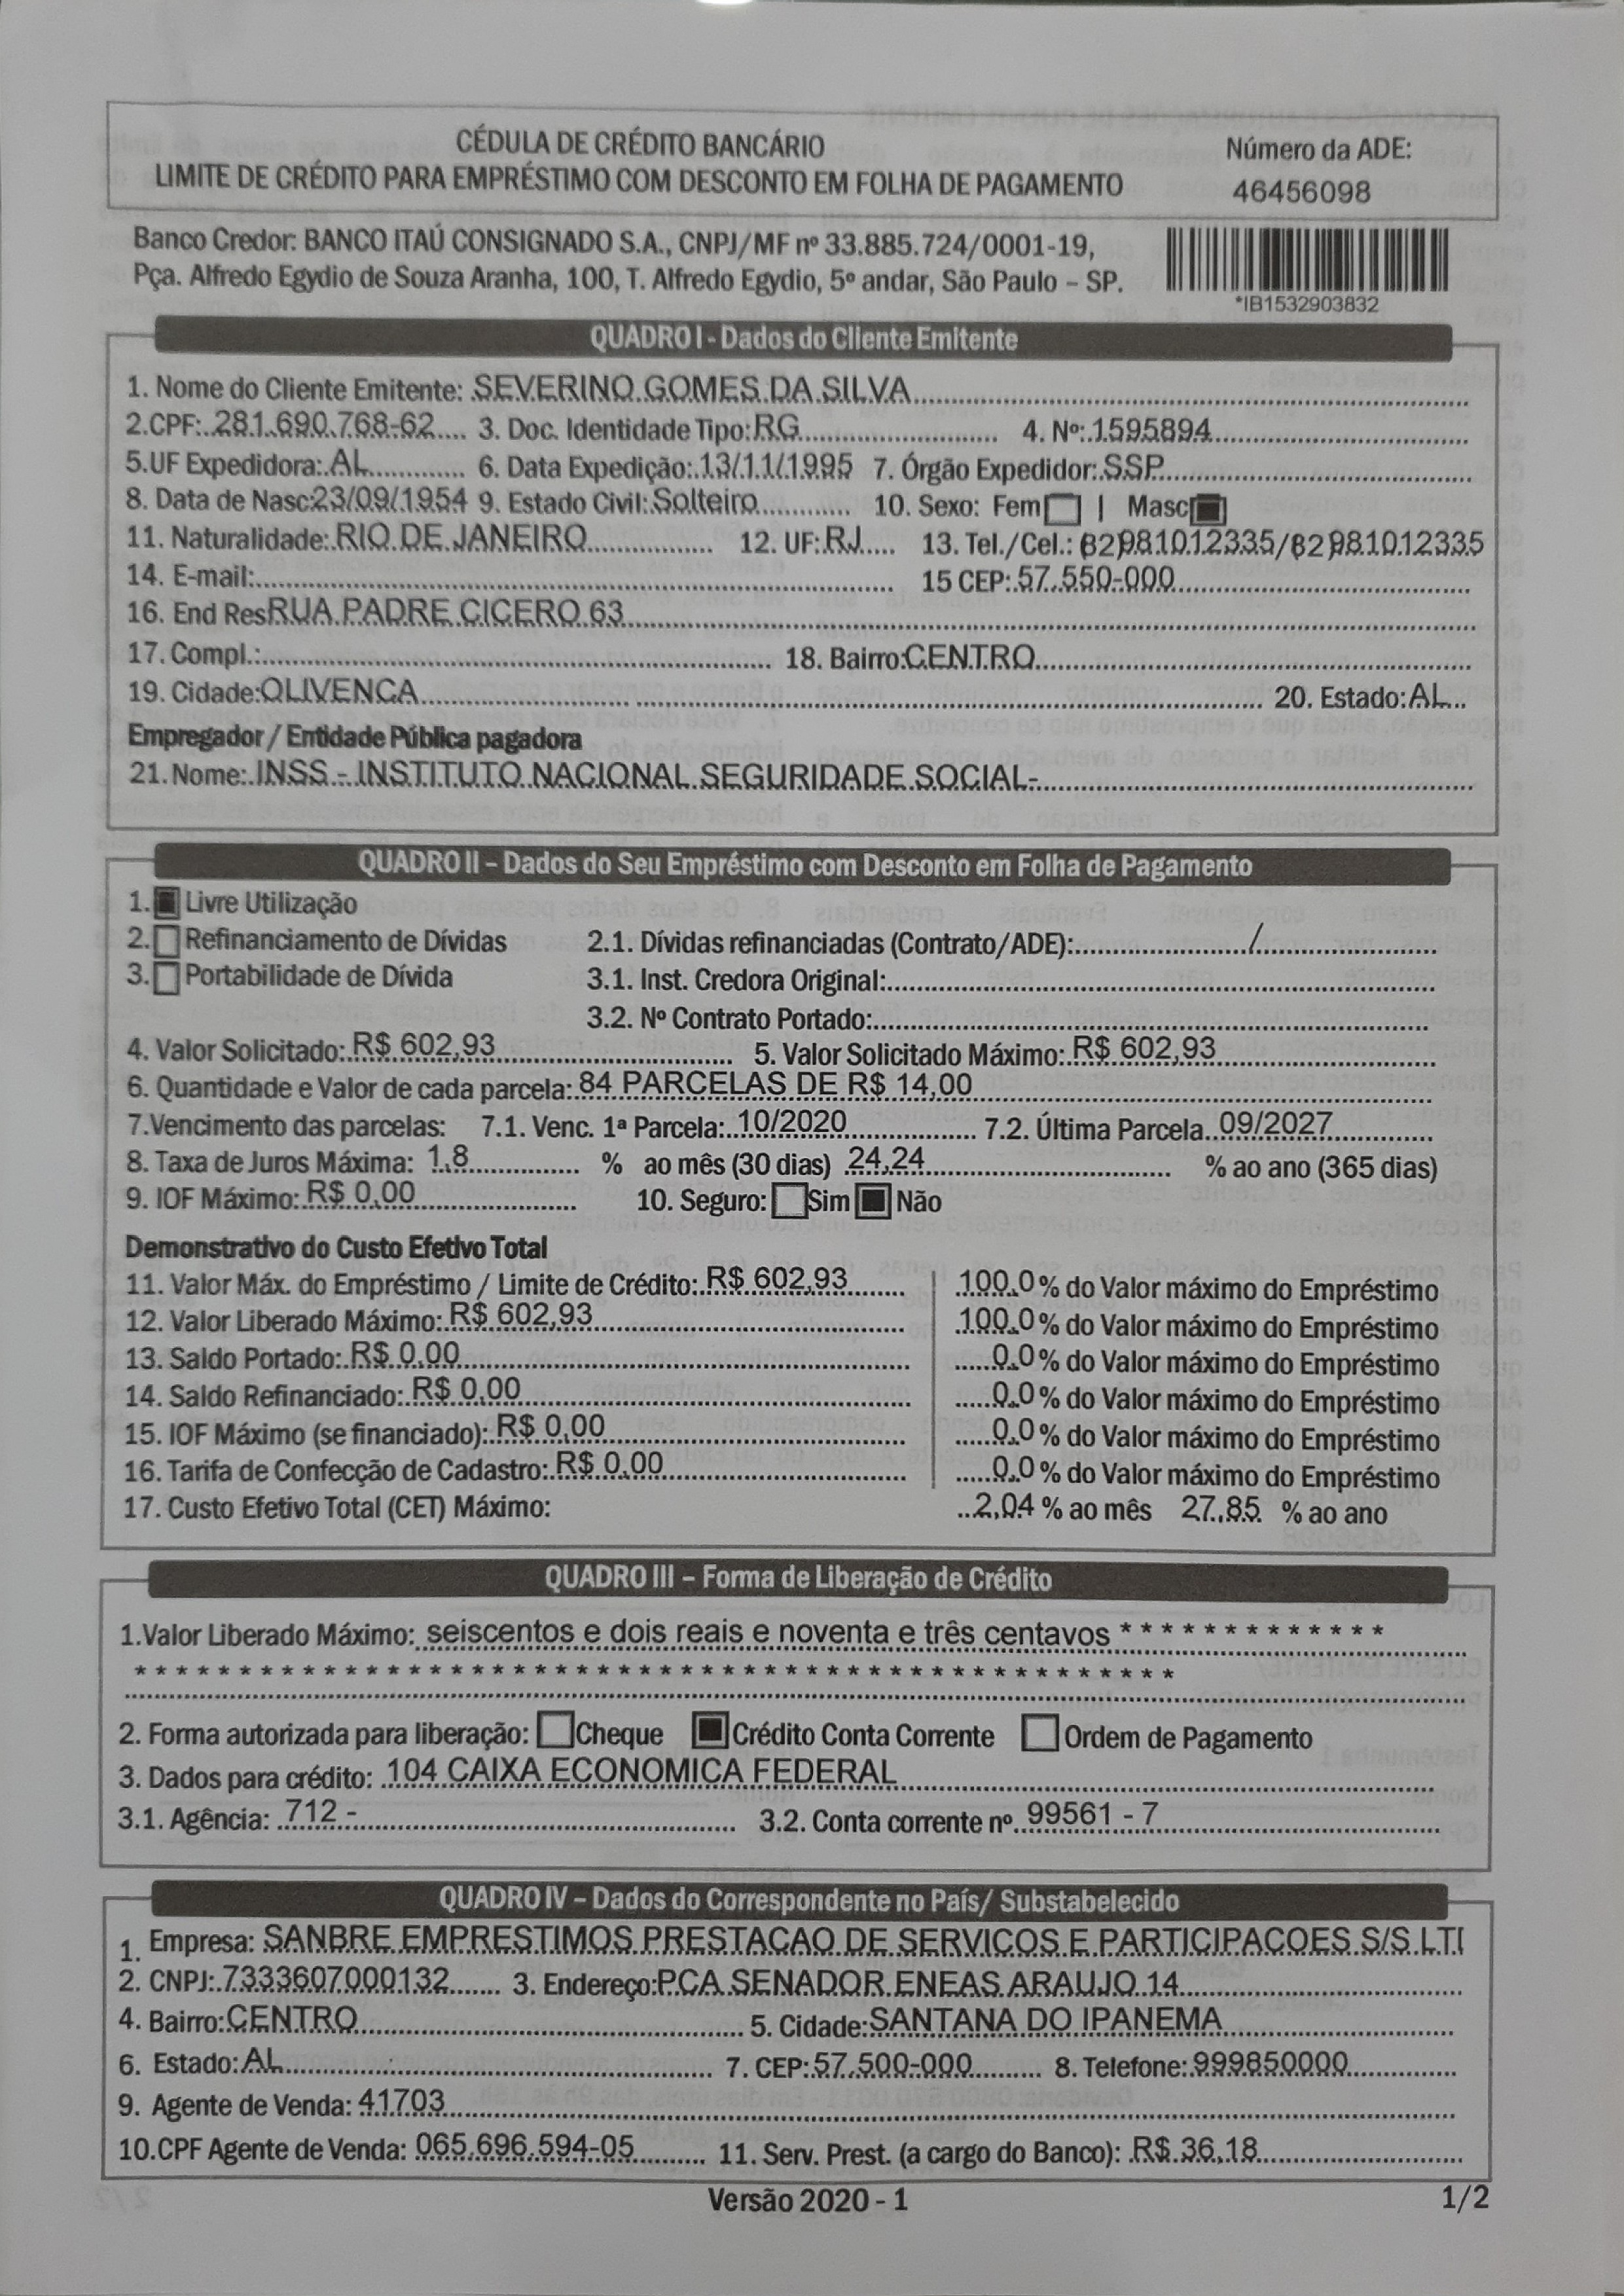 CÉDULA DE CRÉDITO BANCÁRIO
LIMITE DE CRÉDITO PARA EMPRÉSTIMO COM DESCONTO EM FOLHA DE PAGAMENTO
Número da ADE:
46456098
Banco Credor: BANCO ITAÚ CONSIGNADO S.A., CNPJ/MF nº 33.885.724/0001-19,
Pça. Alfredo Egydio de Souza Aranha, 100, T. Alfredo Egydio, 5º andar, São Paulo – SP.
*IB1532903832
QUADRO I - Dados do Cliente Emitente
1. Nome do Cliente Emitente: SEVERINO GOMES DA SILVA
2.CPF: 281.690.768-62 3. Doc. Identidade Tipo: RG 4. Nº: 1595894
5.UF Expedidora: AL 6. Data Expedição: 13/11/1995 7. Órgão Expedidor: SSP
8. Data de Nasc: 23/09/1954 9. Estado Civil: Solteiro 10. Sexo: Fem | Masc
11. Naturalidade: RIO DE JANEIRO 12. UF: RJ 13. Tel./Cel.: (82)981012335/(82)981012335
14. E-mail: 15 CEP: 57.550-000
16. End Res RUA PADRE CICERO 63
17. Compl.: 18. Bairro: CENTRO
19. Cidade: OLIVENCA 20. Estado: AL
Empregador / Entidade Pública pagadora
21. Nome: INSS - INSTITUTO NACIONAL SEGURIDADE SOCIAL-
QUADRO II – Dados do Seu Empréstimo com Desconto em Folha de Pagamento
1. Livre Utilização
2. Refinanciamento de Dívidas 2.1. Dívidas refinanciadas (Contrato/ADE): /
3. Portabilidade de Dívida 3.1. Inst. Credora Original:
3.2. Nº Contrato Portado:
4. Valor Solicitado: R$ 602,93 5. Valor Solicitado Máximo: R$ 602,93
6. Quantidade e Valor de cada parcela: 84 PARCELAS DE R$ 14,00
7.Vencimento das parcelas: 7.1. Venc. 1ª Parcela: 10/2020 7.2. Última Parcela 09/2027
8. Taxa de Juros Máxima: 1,8 % ao mês (30 dias) 24,24 % ao ano (365 dias)
9. IOF Máximo: R$ 0,00 10. Seguro: Sim Não
Demonstrativo do Custo Efetivo Total
11. Valor Máx. do Empréstimo / Limite de Crédito: R$ 602,93 100,0 % do Valor máximo do Empréstimo
12. Valor Liberado Máximo: R$ 602,93 100,0 % do Valor máximo do Empréstimo
13. Saldo Portado: R$ 0,00 0,0 % do Valor máximo do Empréstimo
14. Saldo Refinanciado: R$ 0,00 0,0 % do Valor máximo do Empréstimo
15. IOF Máximo (se financiado): R$ 0,00 0,0 % do Valor máximo do Empréstimo
16. Tarifa de Confecção de Cadastro: R$ 0,00 0,0 % do Valor máximo do Empréstimo
17. Custo Efetivo Total (CET) Máximo: 2,04 % ao mês 27,85 % ao ano
QUADRO III – Forma de Liberação de Crédito
1.Valor Liberado Máximo: seiscentos e dois reais e noventa e três centavos * * * * * * * * * * * * *
* * * * * * * * * * * * * * * * * * * * * * * * * * * * * * * * * * * * * * * * * * * * * * * * * *
2. Forma autorizada para liberação: Cheque Crédito Conta Corrente Ordem de Pagamento
3. Dados para crédito: 104 CAIXA ECONOMICA FEDERAL
3.1. Agência: 712 - 3.2. Conta corrente nº 99561 - 7
QUADRO IV – Dados do Correspondente no País/ Substabelecido
1. Empresa: SANBRE EMPRESTIMOS PRESTACAO DE SERVICOS E PARTICIPACOES S/S LT
2. CNPJ: 7333607000132 3. Endereço: PCA SENADOR ENEAS ARAUJO 14
4. Bairro: CENTRO 5. Cidade: SANTANA DO IPANEMA
6. Estado: AL 7. CEP: 57.500-000 8. Telefone: 999850000
9. Agente de Venda: 41703
10.CPF Agente de Venda: 065.696.594-05 11. Serv. Prest. (a cargo do Banco): R$ 36,18
Versão 2020 - 1
1/2